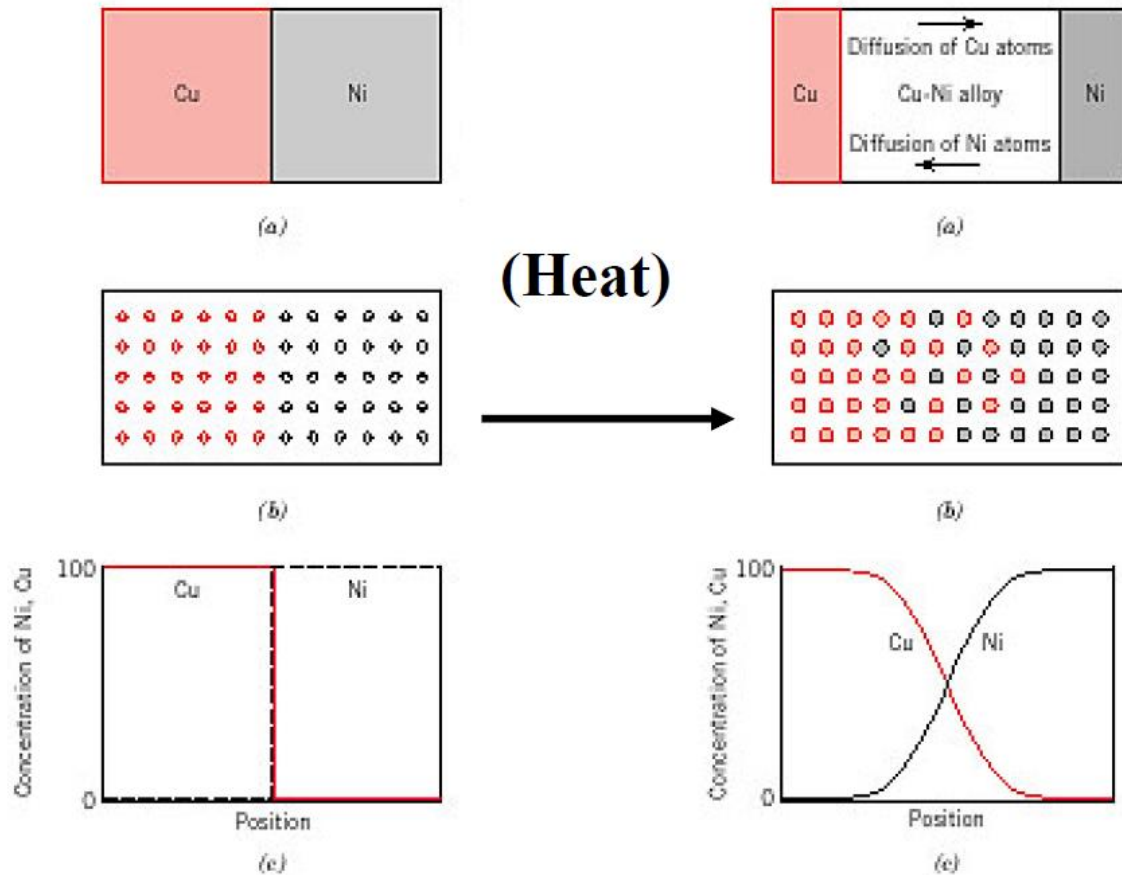 Cu
Ni
(a)
(b)
100
Cu
Ni
Concentration of Ni, Cu
0
Position
(c)
(Heat)
Diffusion of Cu atoms
Cu
Cu-Ni alloy
Ni
Diffusion of Ni atoms
(a)
(b)
100
Cu
Ni
Concentration of Ni, Cu
0
Position
(c)